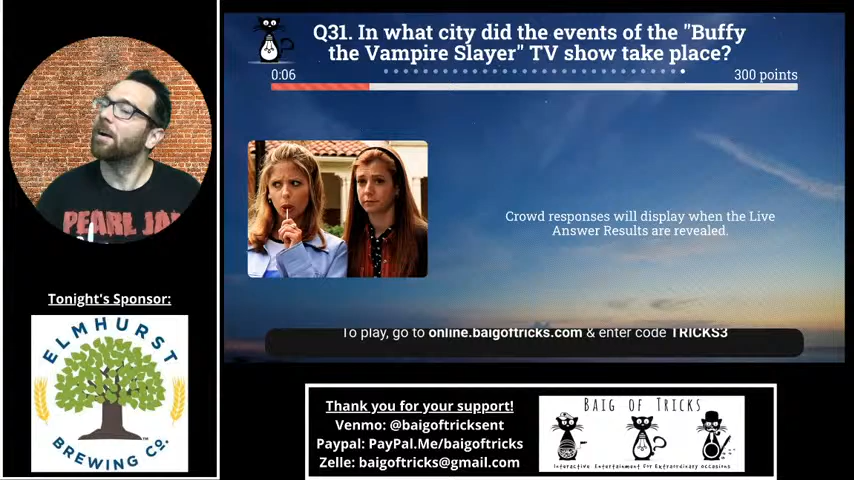 Q31. In what city did the events of the "Buffy
the Vampire Slayer" TV show take place?
0:06
300 points
PEARL JA
Crowd responses will display when the Live
Answer Results are revealed.
To play, go to online.baigoftricks.com & enter code TRICKS3
Tonight's Sponsor:
ELMHURST
BREWING CO.
TM
Thank you for your support!
Venmo: @baigoftricksent
Paypal: PayPal.Me/baigoftricks
Zelle: baigoftricks@gmail.com
BAIG OF TRICKS
Interactive Entertainment for Extraordinary occasions